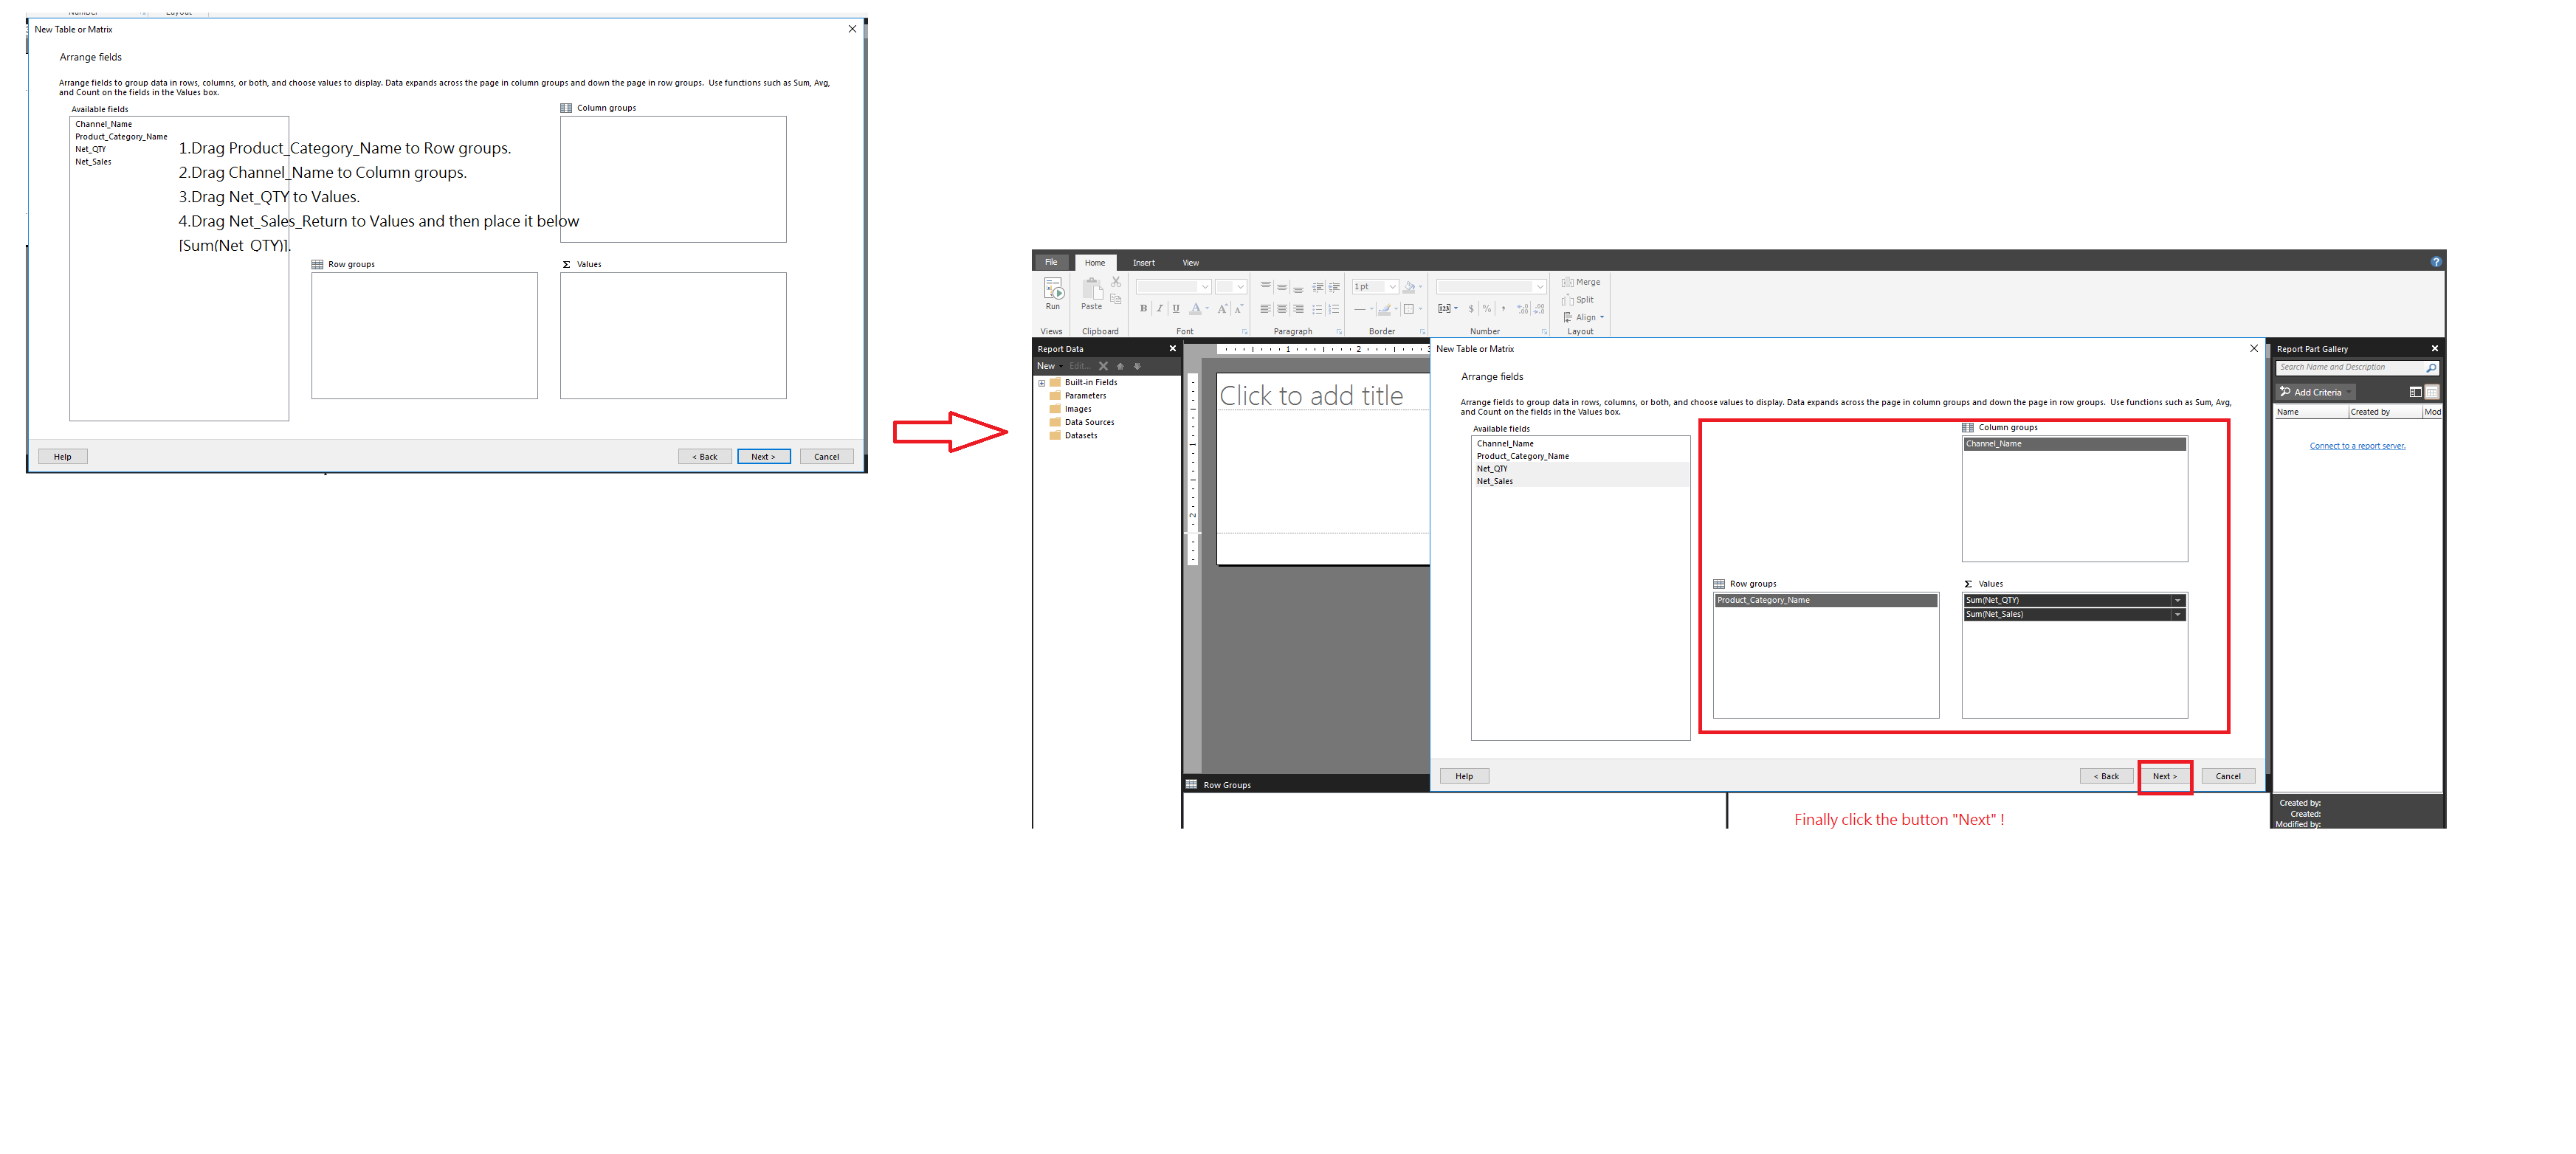 Number
Layout
New Table or Matrix
Arrange fields
Arrange fields to group data in rows, columns, or both, and choose values to display. Data expands across the page in column groups and down the page in row groups. Use functions such as Sum, Avg,
and Count on the fields in the Values box.
Available fields
Channel_Name
Product_Category_Name
Net_QTY
Net_Sales
Column groups
1.Drag Product_Category_Name to Row groups.
2.Drag Channel_Name to Column groups.
3.Drag Net_QTY to Values.
4.Drag Net_Sales_Return to Values and then place it below
[Sum(Net_QTY)].
Row groups
Σ Values
Help
< Back
Next >
Cancel
File
Home
Insert
View
Run
Paste
B I U A A A
1 pt
$ %
Merge
Split
Align
Views
Clipboard
Font
Paragraph
Border
Number
Layout
Report Data
New
Edit...
Built-in Fields
Parameters
Images
Data Sources
Datasets
1 2 3
1
2
Click to add title
Row Groups
New Table or Matrix
Arrange fields
Arrange fields to group data in rows, columns, or both, and choose values to display. Data expands across the page in column groups and down the page in row groups. Use functions such as Sum, Avg,
and Count on the fields in the Values box.
Available fields
Channel_Name
Product_Category_Name
Net_QTY
Net_Sales
Column groups
Channel_Name
Row groups
Product_Category_Name
Σ Values
Sum(Net_QTY)
Sum(Net_Sales)
Help
< Back
Next >
Cancel
Report Part Gallery
Search Name and Description
Add Criteria
Name
Created by
Mod
Connect to a report server.
Created by:
Created:
Modified by:
Finally click the button "Next" !